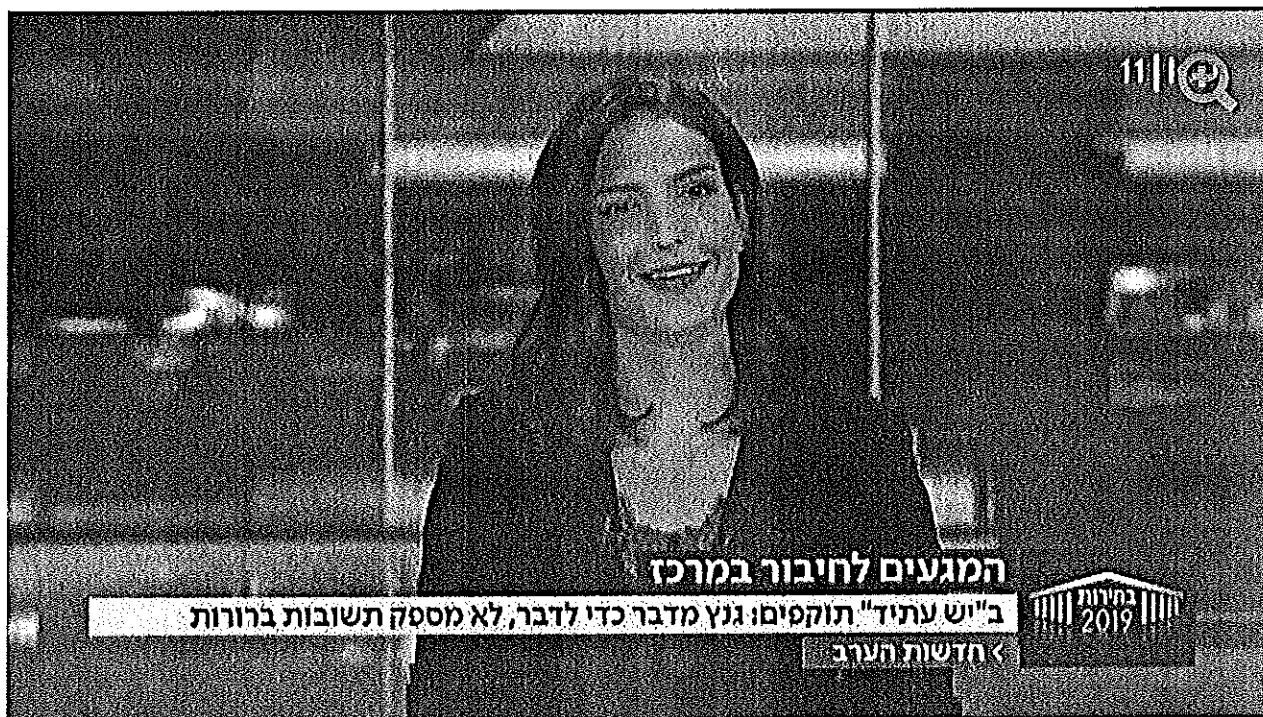 11
המגעים לחיבור במרכז
ב"יש עתיד" תוקפים: גנץ מדבר כדי לדבר, לא מספק תשובות ברורות
בחירות
2019
> חדשות הערב